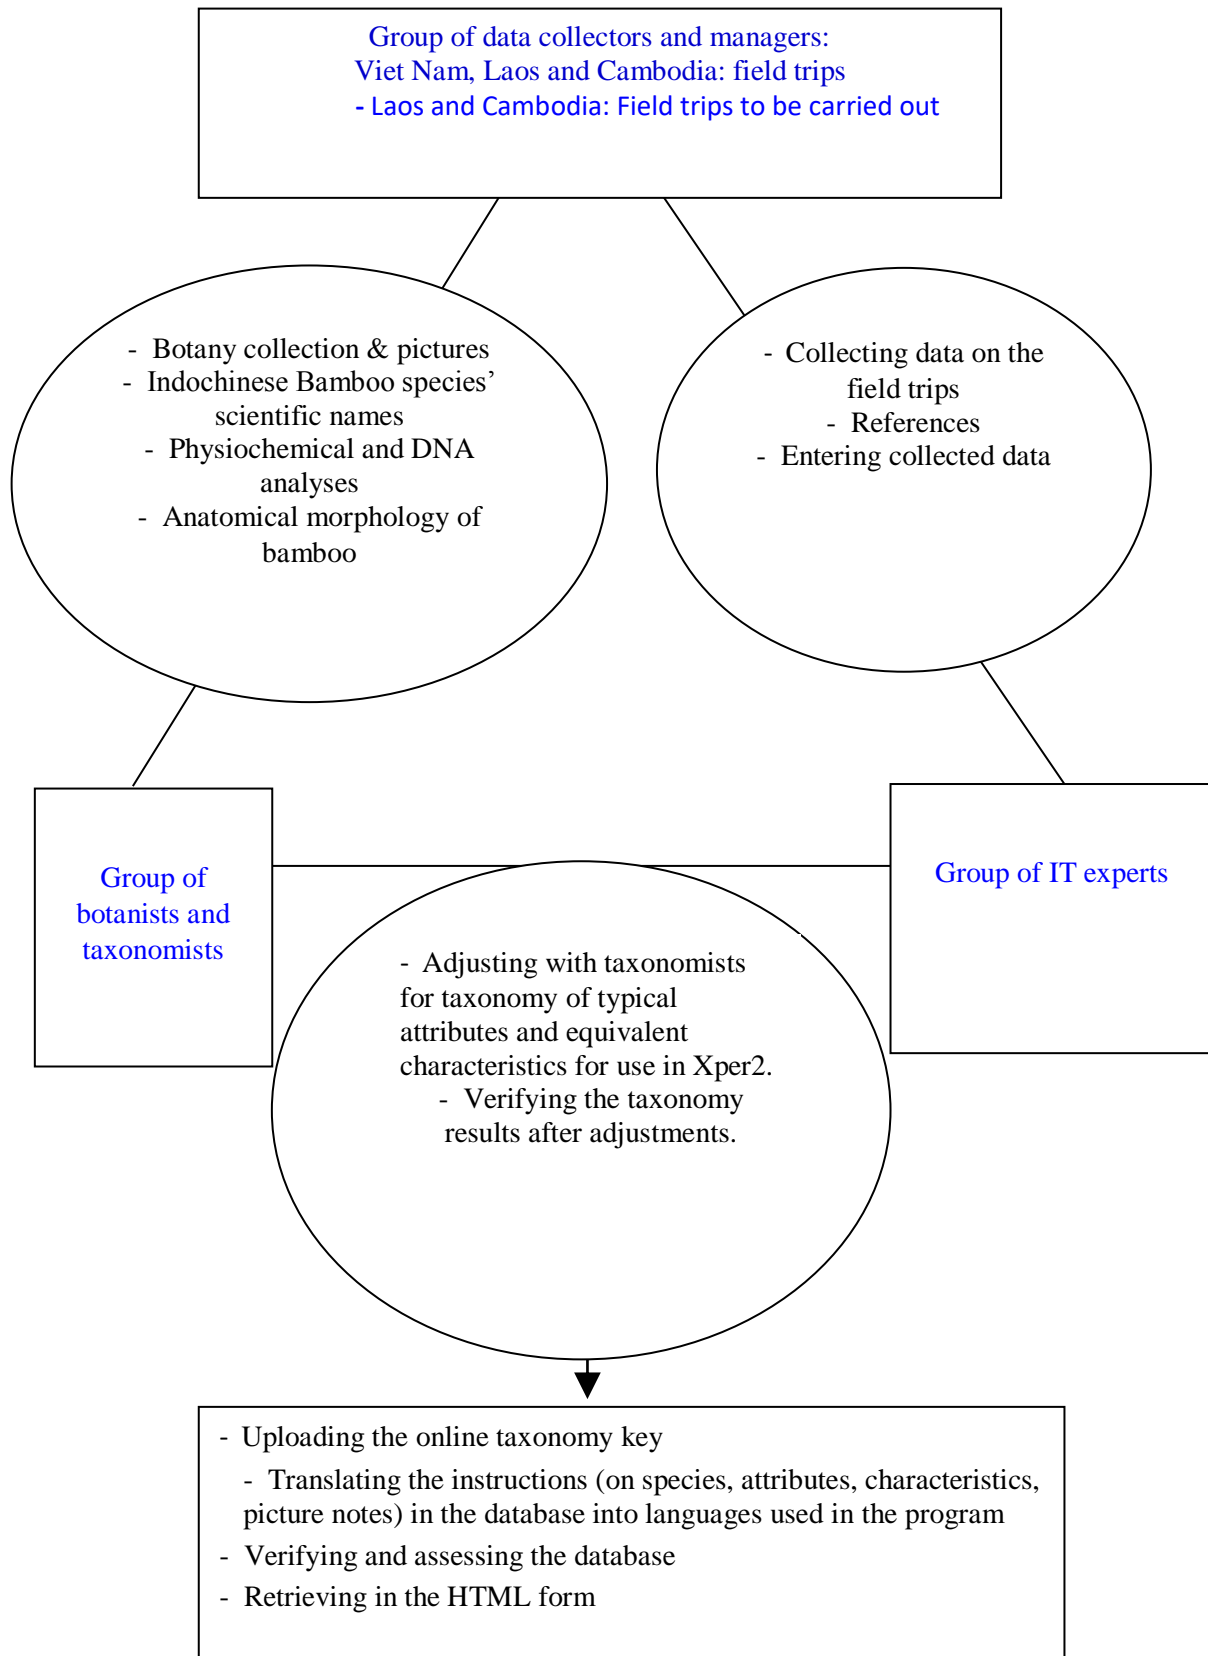 Group of data collectors and managers:
Viet Nam, Laos and Cambodia: field trips
- Laos and Cambodia: Field trips to be carried out
- Botany collection & pictures
- Indochinese Bamboo species’
scientific names
- Physiochemical and DNA
analyses
- Anatomical morphology of
bamboo
- Collecting data on the
field trips
- References
- Entering collected data
Group of
botanists and
taxonomists
Group of IT experts
- Adjusting with taxonomists
for taxonomy of typical
attributes and equivalent
characteristics for use in Xper2.
- Verifying the taxonomy
results after adjustments.
- Uploading the online taxonomy key
- Translating the instructions (on species, attributes, characteristics,
picture notes) in the database into languages used in the program
- Verifying and assessing the database
- Retrieving in the HTML form